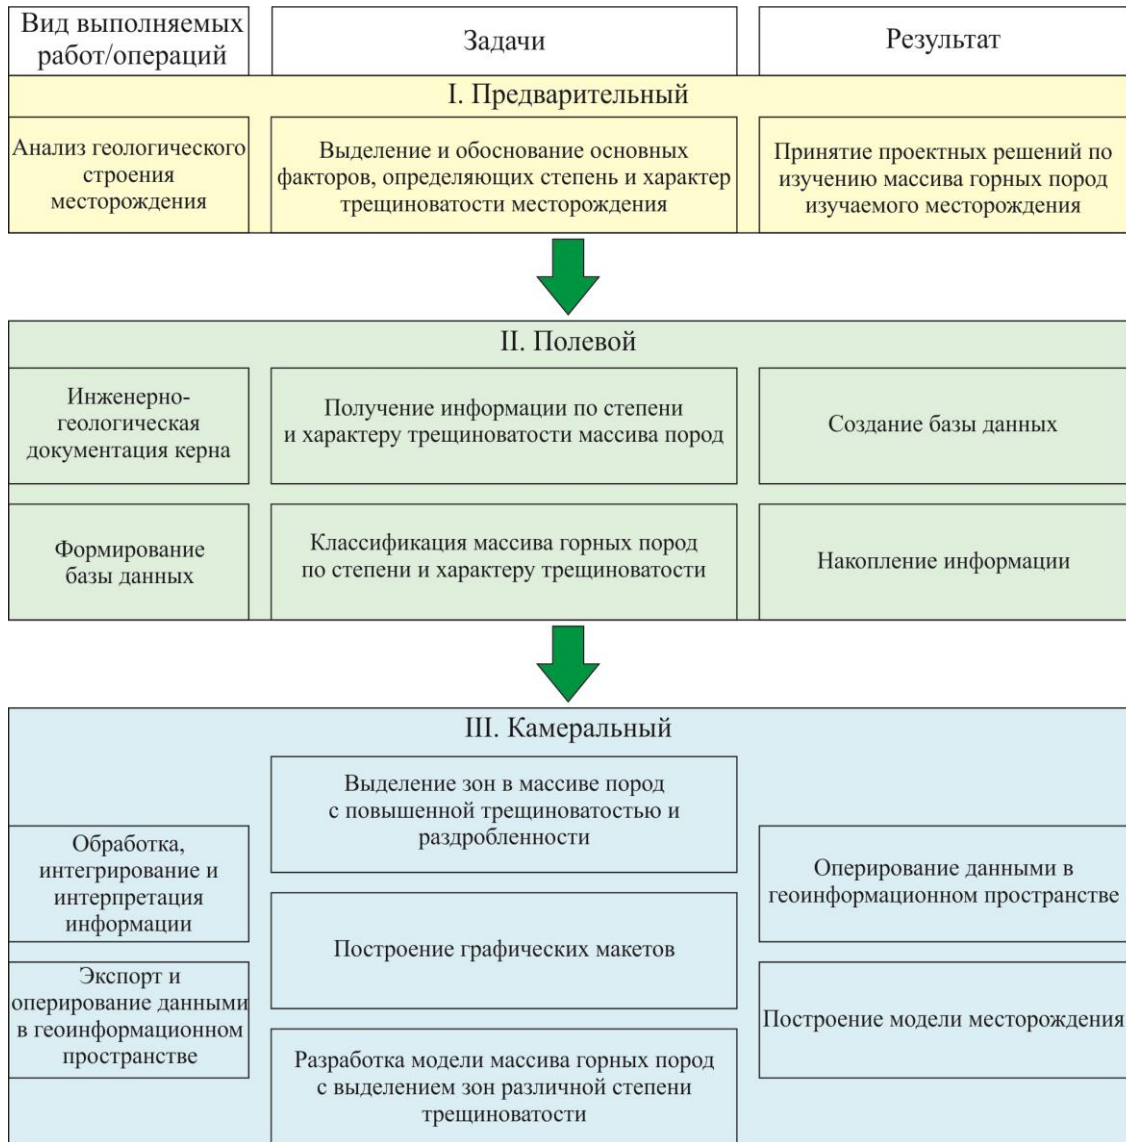 Вид выполняемых
работ/операций
Задачи
Результат
I. Предварительный
Анализ геологического
строения
месторождения
Выделение и обоснование основных
факторов, определяющих степень и характер
трещиноватости месторождения
Принятие проектных решений по
изучению массива горных пород
изучаемого месторождения
II. Полевой
Инженерно-
геологическая
документация керна
Получение информации по степени
и характеру трещиноватости массива пород
Создание базы данных
Формирование
базы данных
Классификация массива горных пород
по степени и характеру трещиноватости
Накопление информации
III. Камеральный
Обработка,
интегрирование и
интерпретация
информации
Экспорт и
оперирование данными
в геоинформационном
пространстве
Выделение зон в массиве пород
с повышенной трещиноватостью и
раздробленности
Построение графических макетов
Разработка модели массива горных пород
с выделением зон различной степени
трещиноватости
Оперирование данными в
геоинформационном пространстве
Построение модели месторождения